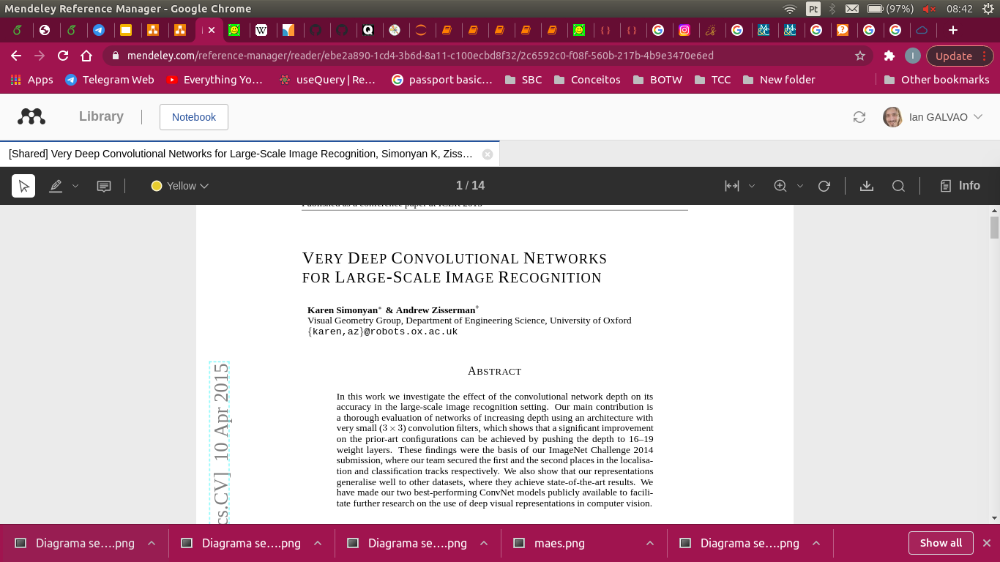 Mendeley Reference Manager - Google Chrome
Pt
(97%)
08:42
mendeley.com/reference-manager/reader/ebe2a890-1cd4-3b6d-8a11-c100ecbd8f32/2c6592c0-f08f-560b-217b-4b9e3470e6ed
I
Update
Apps
Telegram Web
Everything Yo…
useQuery | Re…
passport basic…
SBC
Conceitos
BOTW
TCC
New folder
Other bookmarks
Library
Notebook
Ian GALVAO
[Shared] Very Deep Convolutional Networks for Large-Scale Image Recognition, Simonyan K, Ziss…
Yellow
1 / 14
Info
Published as a conference paper at ICLR 2015
VERY DEEP CONVOLUTIONAL NETWORKS
FOR LARGE-SCALE IMAGE RECOGNITION
Karen Simonyan∗ & Andrew Zisserman+
Visual Geometry Group, Department of Engineering Science, University of Oxford
{karen,az}@robots.ox.ac.uk
cs.CV] 10 Apr 2015
ABSTRACT
In this work we investigate the effect of the convolutional network depth on its
accuracy in the large-scale image recognition setting. Our main contribution is
a thorough evaluation of networks of increasing depth using an architecture with
very small (3 × 3) convolution filters, which shows that a significant improvement
on the prior-art configurations can be achieved by pushing the depth to 16–19
weight layers. These findings were the basis of our ImageNet Challenge 2014
submission, where our team secured the first and the second places in the localisa-
tion and classification tracks respectively. We also show that our representations
generalise well to other datasets, where they achieve state-of-the-art results. We
have made our two best-performing ConvNet models publicly available to facili-
tate further research on the use of deep visual representations in computer vision.
Diagrama se….png
Diagrama se….png
Diagrama se….png
maes.png
Diagrama se….png
Show all